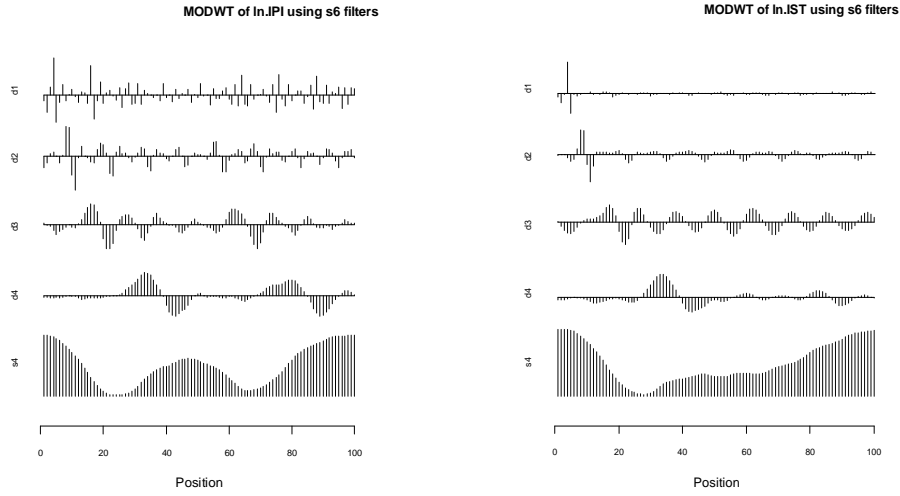 MODWT of ln.IPI using s6 filters
d1
d2
d3
d4
s4
0 20 40 60 80 100
Position
MODWT of ln.IST using s6 filters
d1
d2
d3
d4
s4
0 20 40 60 80 100
Position